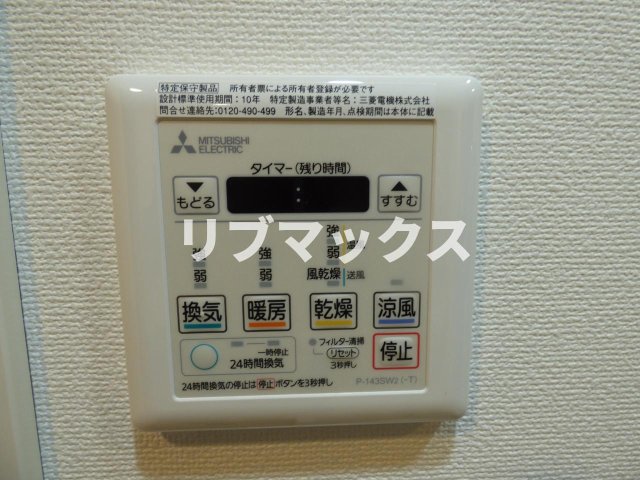 特定保守製品 所有者票による所有者登録が必要です
設計標準使用期間：10年 特定製造事業者等名：三菱電機株式会社
問合せ連絡先:0120-490-499 形名、製造年月、点検期間は本体に記載
MITSUBISHI
ELECTRIC
タイマー(残り時間)
▼
もどる
:
▲
すすむ
リブマックス
強
弱
強
弱
強
弱
温風
風乾燥
送風
換気
暖房
乾燥
涼風
一時停止
24時間換気
フィルター清掃
リセット
3秒押し
停止
24時間換気の停止は停止ボタンを3秒押し
P-143SW2(-T)